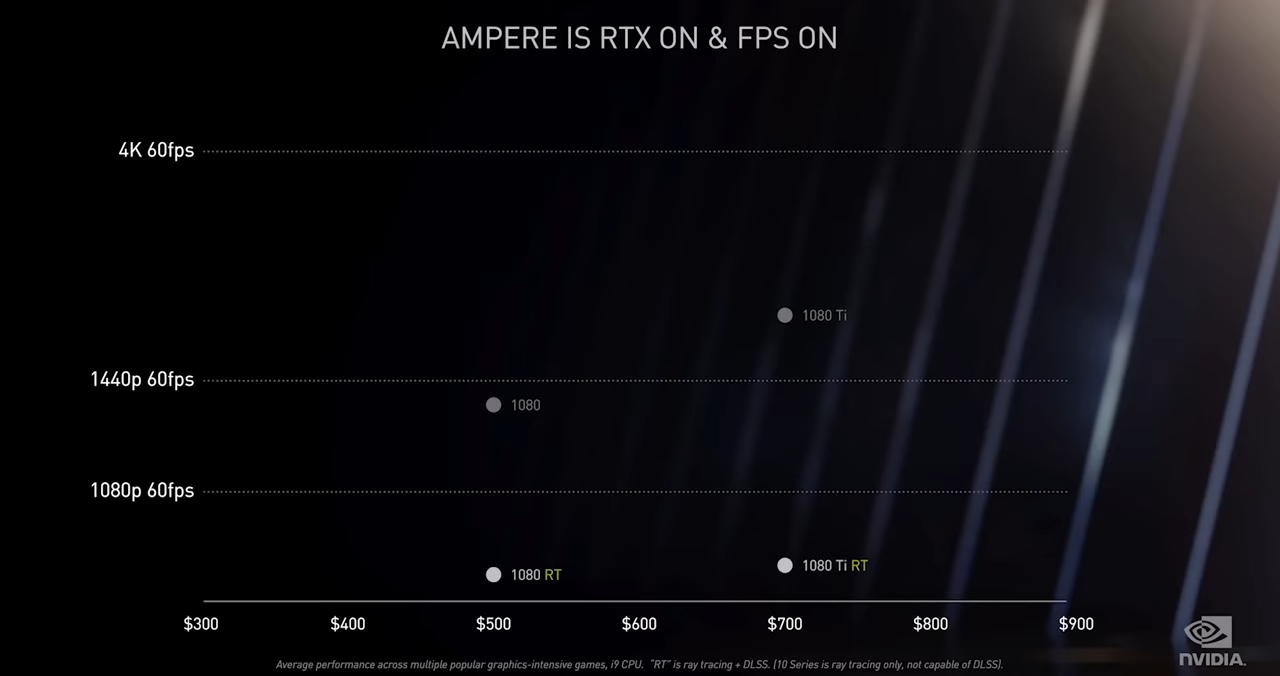 AMPERE IS RTX ON & FPS ON
4K 60fps
1080 Ti
1440p 60fps
1080
1080p 60fps
1080 Ti RT
1080 RT
$300 $400 $500 $600 $700 $800 $900
Average performance across multiple popular graphics-intensive games, i9 CPU. "RT" is ray tracing + DLSS. (10 Series is ray tracing only, not capable of DLSS).
NVIDIA.